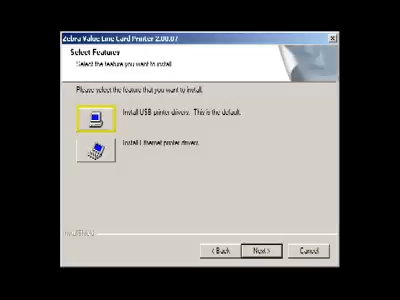 Zebra Value Line Card Printer 2.00.07
Select Features
Select the feature you want to install.
Please select the feature that you want to install.
Install USB printer drivers. This is the default.
Install Ethernet printer drivers.
InstallShield
< Back
Next >
Cancel